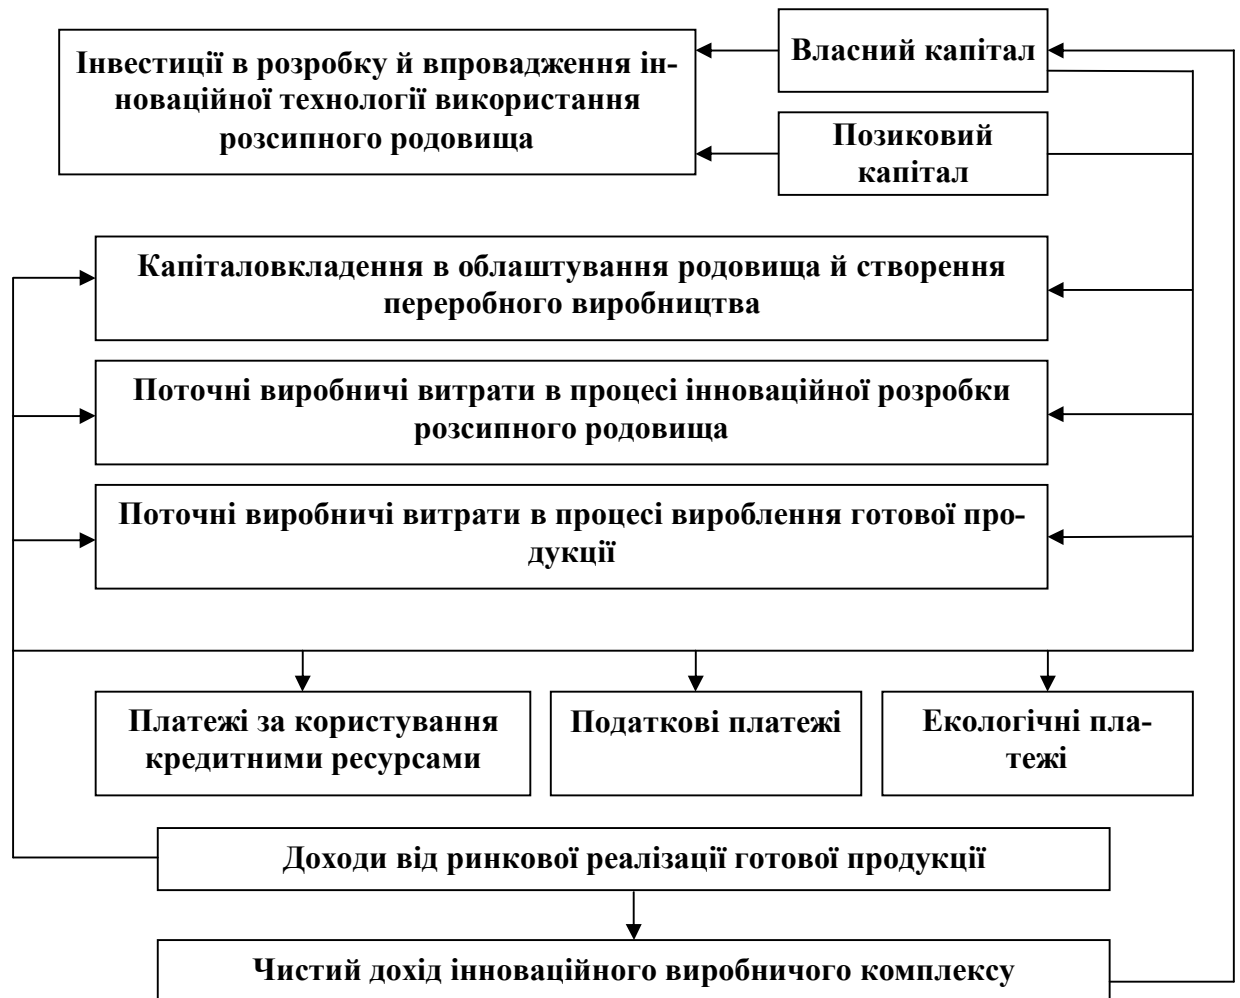 Інвестиції в розробку й впровадження ін-
новаційної технології використання
розсипного родовища
Власний капітал
Позиковий
капітал
Капіталовкладення в облаштування родовища й створення
переробного виробництва
Поточні виробничі витрати в процесі інноваційної розробки
розсипного родовища
Поточні виробничі витрати в процесі вироблення готової про-
дукції
Платежі за користування
кредитними ресурсами
Податкові платежі
Екологічні пла-
тежі
Доходи від ринкової реалізації готової продукції
Чистий дохід інноваційного виробничого комплексу